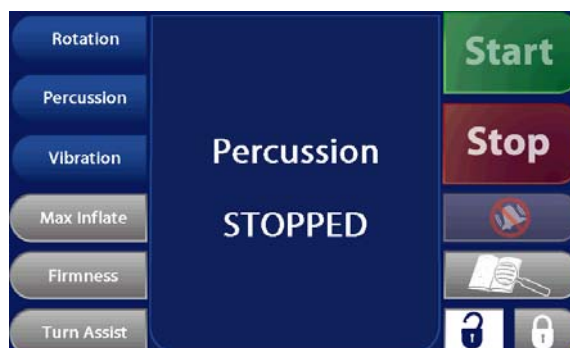 Rotation
Percussion
Vibration
Max Inflate
Firmness
Turn Assist
Percussion
STOPPED
Start
Stop